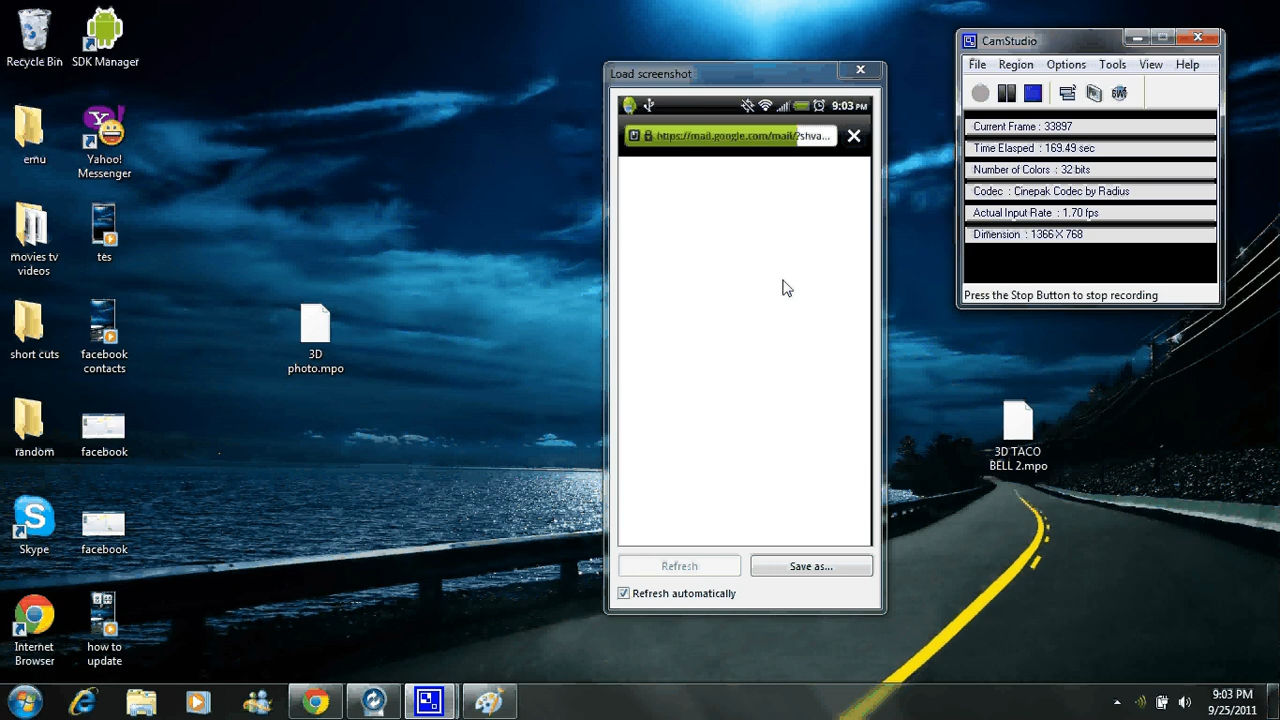 Recycle Bin
SDK Manager
emu
Yahoo!
Messenger
movies tv
videos
tes
short cuts
facebook
contacts
random
facebook
Skype
facebook
Internet
Browser
how to
update
3D
photo.mpo
Load screenshot
9:03 PM
https://mail.google.com/mail/?shva...
Refresh
Save as...
Refresh automatically
CamStudio
File Region Options Tools View Help
Current Frame : 33897
Time Elasped : 169.49 sec
Number of Colors : 32 bits
Codec : Cinepak Codec by Radius
Actual Input Rate : 1.70 fps
Dimension : 1366 X 768
Press the Stop Button to stop recording
3D TACO
BELL 2.mpo
9:03 PM
9/25/2011